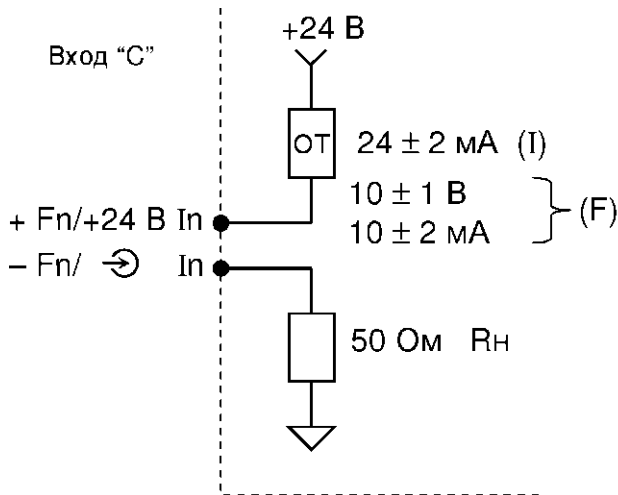 +24 В
Вход “С”
ОТ 24 ± 2 мА (I)
10 ± 1 В
+ Fn/+24 В In 10 ± 2 мА (F)
– Fn/ In
50 Ом Rн